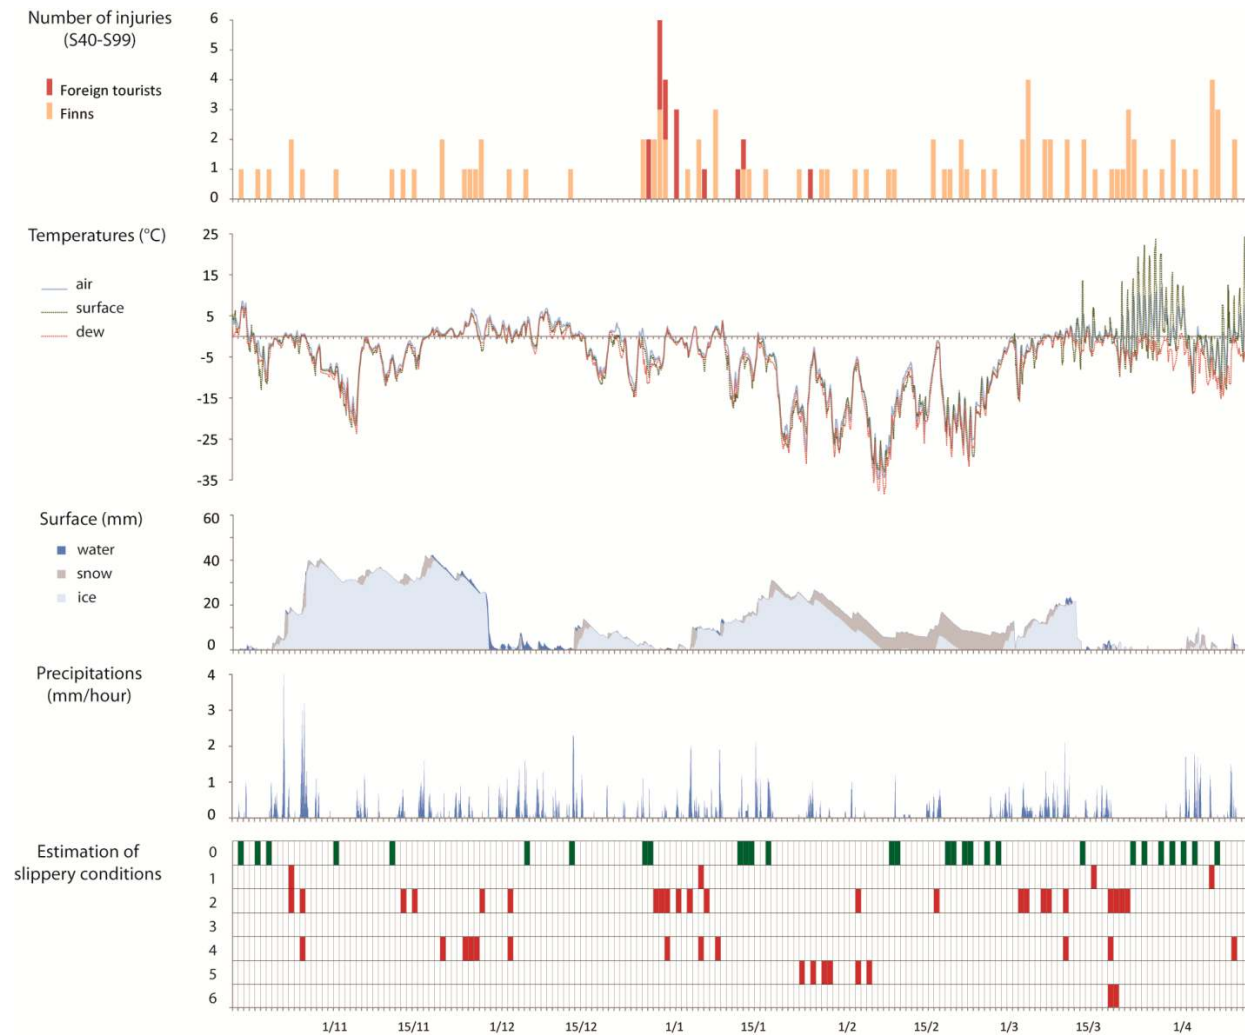 Number of injuries
(S40-S99)
Foreign tourists
Finns
6
5
4
3
2
1
0
Temperatures (°C)
air
surface
dew
25
15
5
-5
-15
-25
-35
Surface (mm)
water
snow
ice
60
40
20
0
Precipitations
(mm/hour)
4
3
2
1
0
Estimation of
slippery conditions
0
1
2
3
4
5
6
1/11 15/11 1/12 15/12 1/1 15/1 1/2 15/2 1/3 15/3 1/4